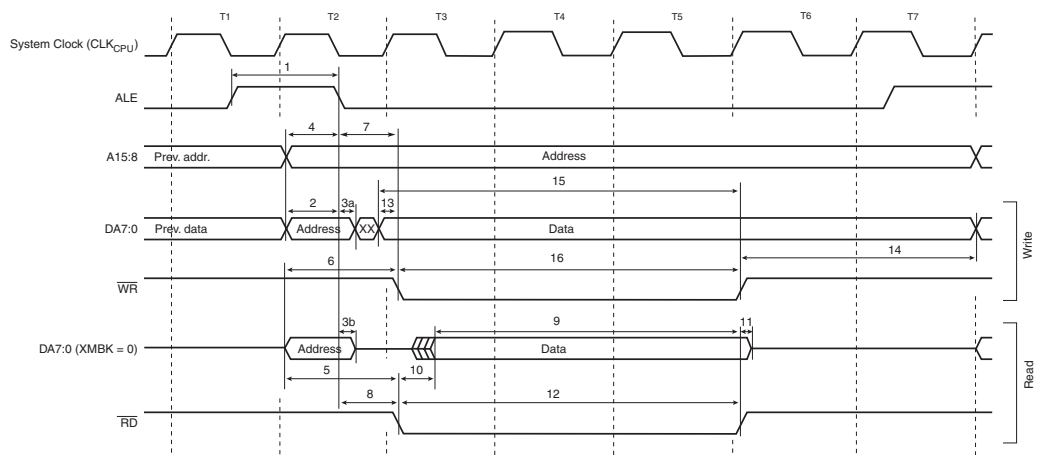 T1 T2 T3 T4 T5 T6 T7
System Clock (CLKCPU)
1
ALE
4 7
A15:8 Prev. addr. Address
15
2 3a 13
DA7:0 Prev. data Address XX Data
14
6 16
WR
Write
3b 9 11
DA7:0 (XMBK = 0) Address Data
5 10
8 12
RD
Read